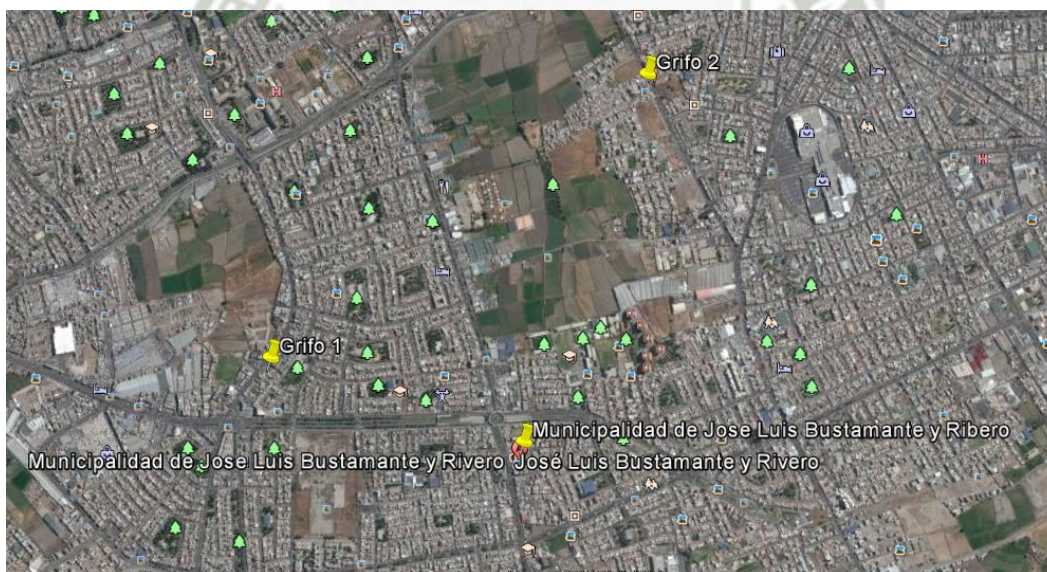 Grifo 2
Grifo 1
Municipalidad de Jose Luis Bustamante y Ribero
Municipalidad de Jose Luis Bustamante y Rivero
José Luis Bustamante y Rivero
H
H